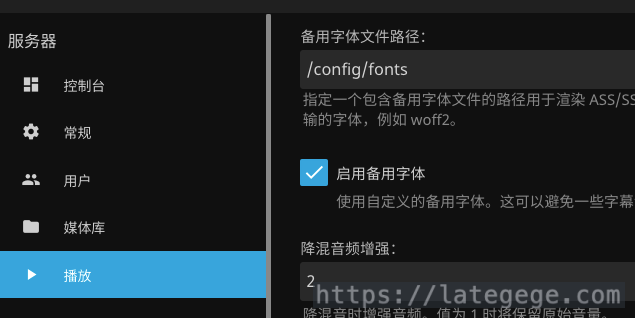 服务器
控制台
常规
用户
媒体库
播放
备用字体文件路径：
/config/fonts
指定一个包含备用字体文件的路径用于渲染 ASS/SS
输的字体，例如 woff2。
启用备用字体
使用自定义的备用字体。这可以避免一些字幕
降混音频增强：
2
https://lategege.com
降混音时增强音频。值为 1 时将保留原始音量。